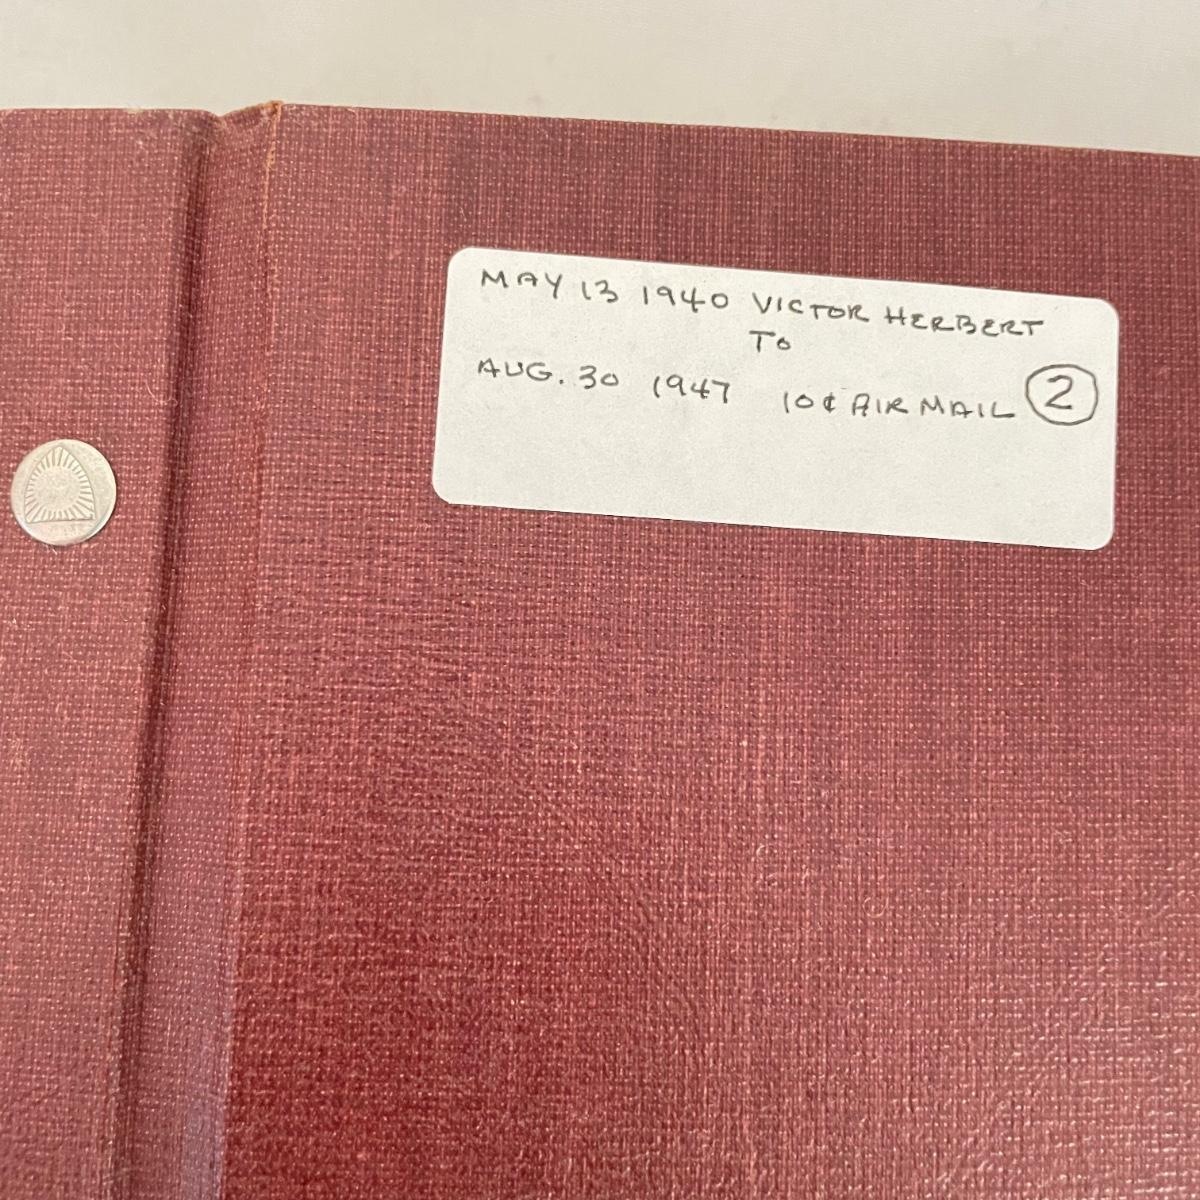 MAY 13 1940 VICTOR HERBERT
TO
AUG. 30 1947 10¢ AIR MAIL 2